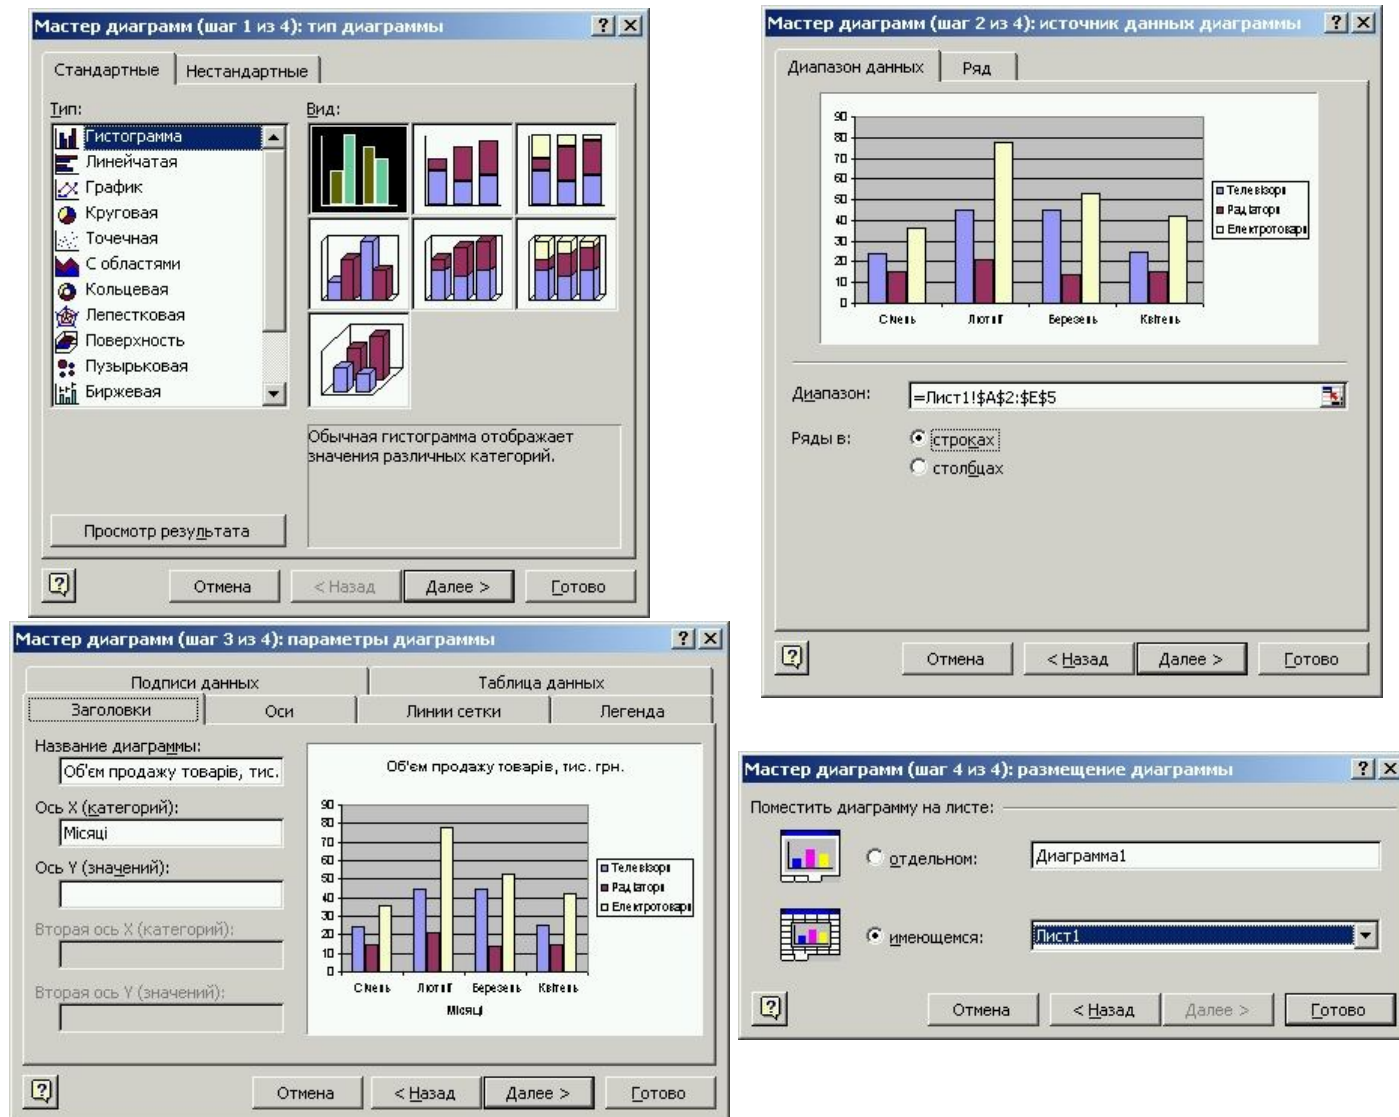 Мастер диаграмм (шаг 1 из 4): тип диаграммы
Стандартные
Нестандартные
Тип:
Вид:
Гистограмма
Линейчатая
График
Круговая
Точечная
С областями
Кольцевая
Лепестковая
Поверхность
Пузырьковая
Биржевая
Обычная гистограмма отображает
значения различных категорий.
Просмотр результата
Отмена
< Назад
Далее >
Готово
Мастер диаграмм (шаг 2 из 4): источник данных диаграммы
Диапазон данных
Ряд
90
80
70
60
50
40
30
20
10
0
Січень
Лютий
Березень
Квітень
Телевізори
Радіатори
Електротовари
Диапазон:
=Лист1!$A$2:$E$5
Ряды в:
строках
столбцах
Отмена
< Назад
Далее >
Готово
Мастер диаграмм (шаг 3 из 4): параметры диаграммы
Подписи данных
Таблица данных
Заголовки
Оси
Линии сетки
Легенда
Название диаграммы:
Об'єм продажу товарів, тис.
Ось X (категорий):
Місяці
Ось Y (значений):
Вторая ось X (категорий):
Вторая ось Y (значений):
Об'єм продажу товарів, тис. грн.
90
80
70
60
50
40
30
20
10
0
Січень
Лютий
Березень
Квітень
Місяці
Телевізори
Радіатори
Електротовари
Отмена
< Назад
Далее >
Готово
Мастер диаграмм (шаг 4 из 4): размещение диаграммы
Поместить диаграмму на листе:
отдельном:
Диаграмма1
имеющемся:
Лист1
Отмена
< Назад
Далее >
Готово